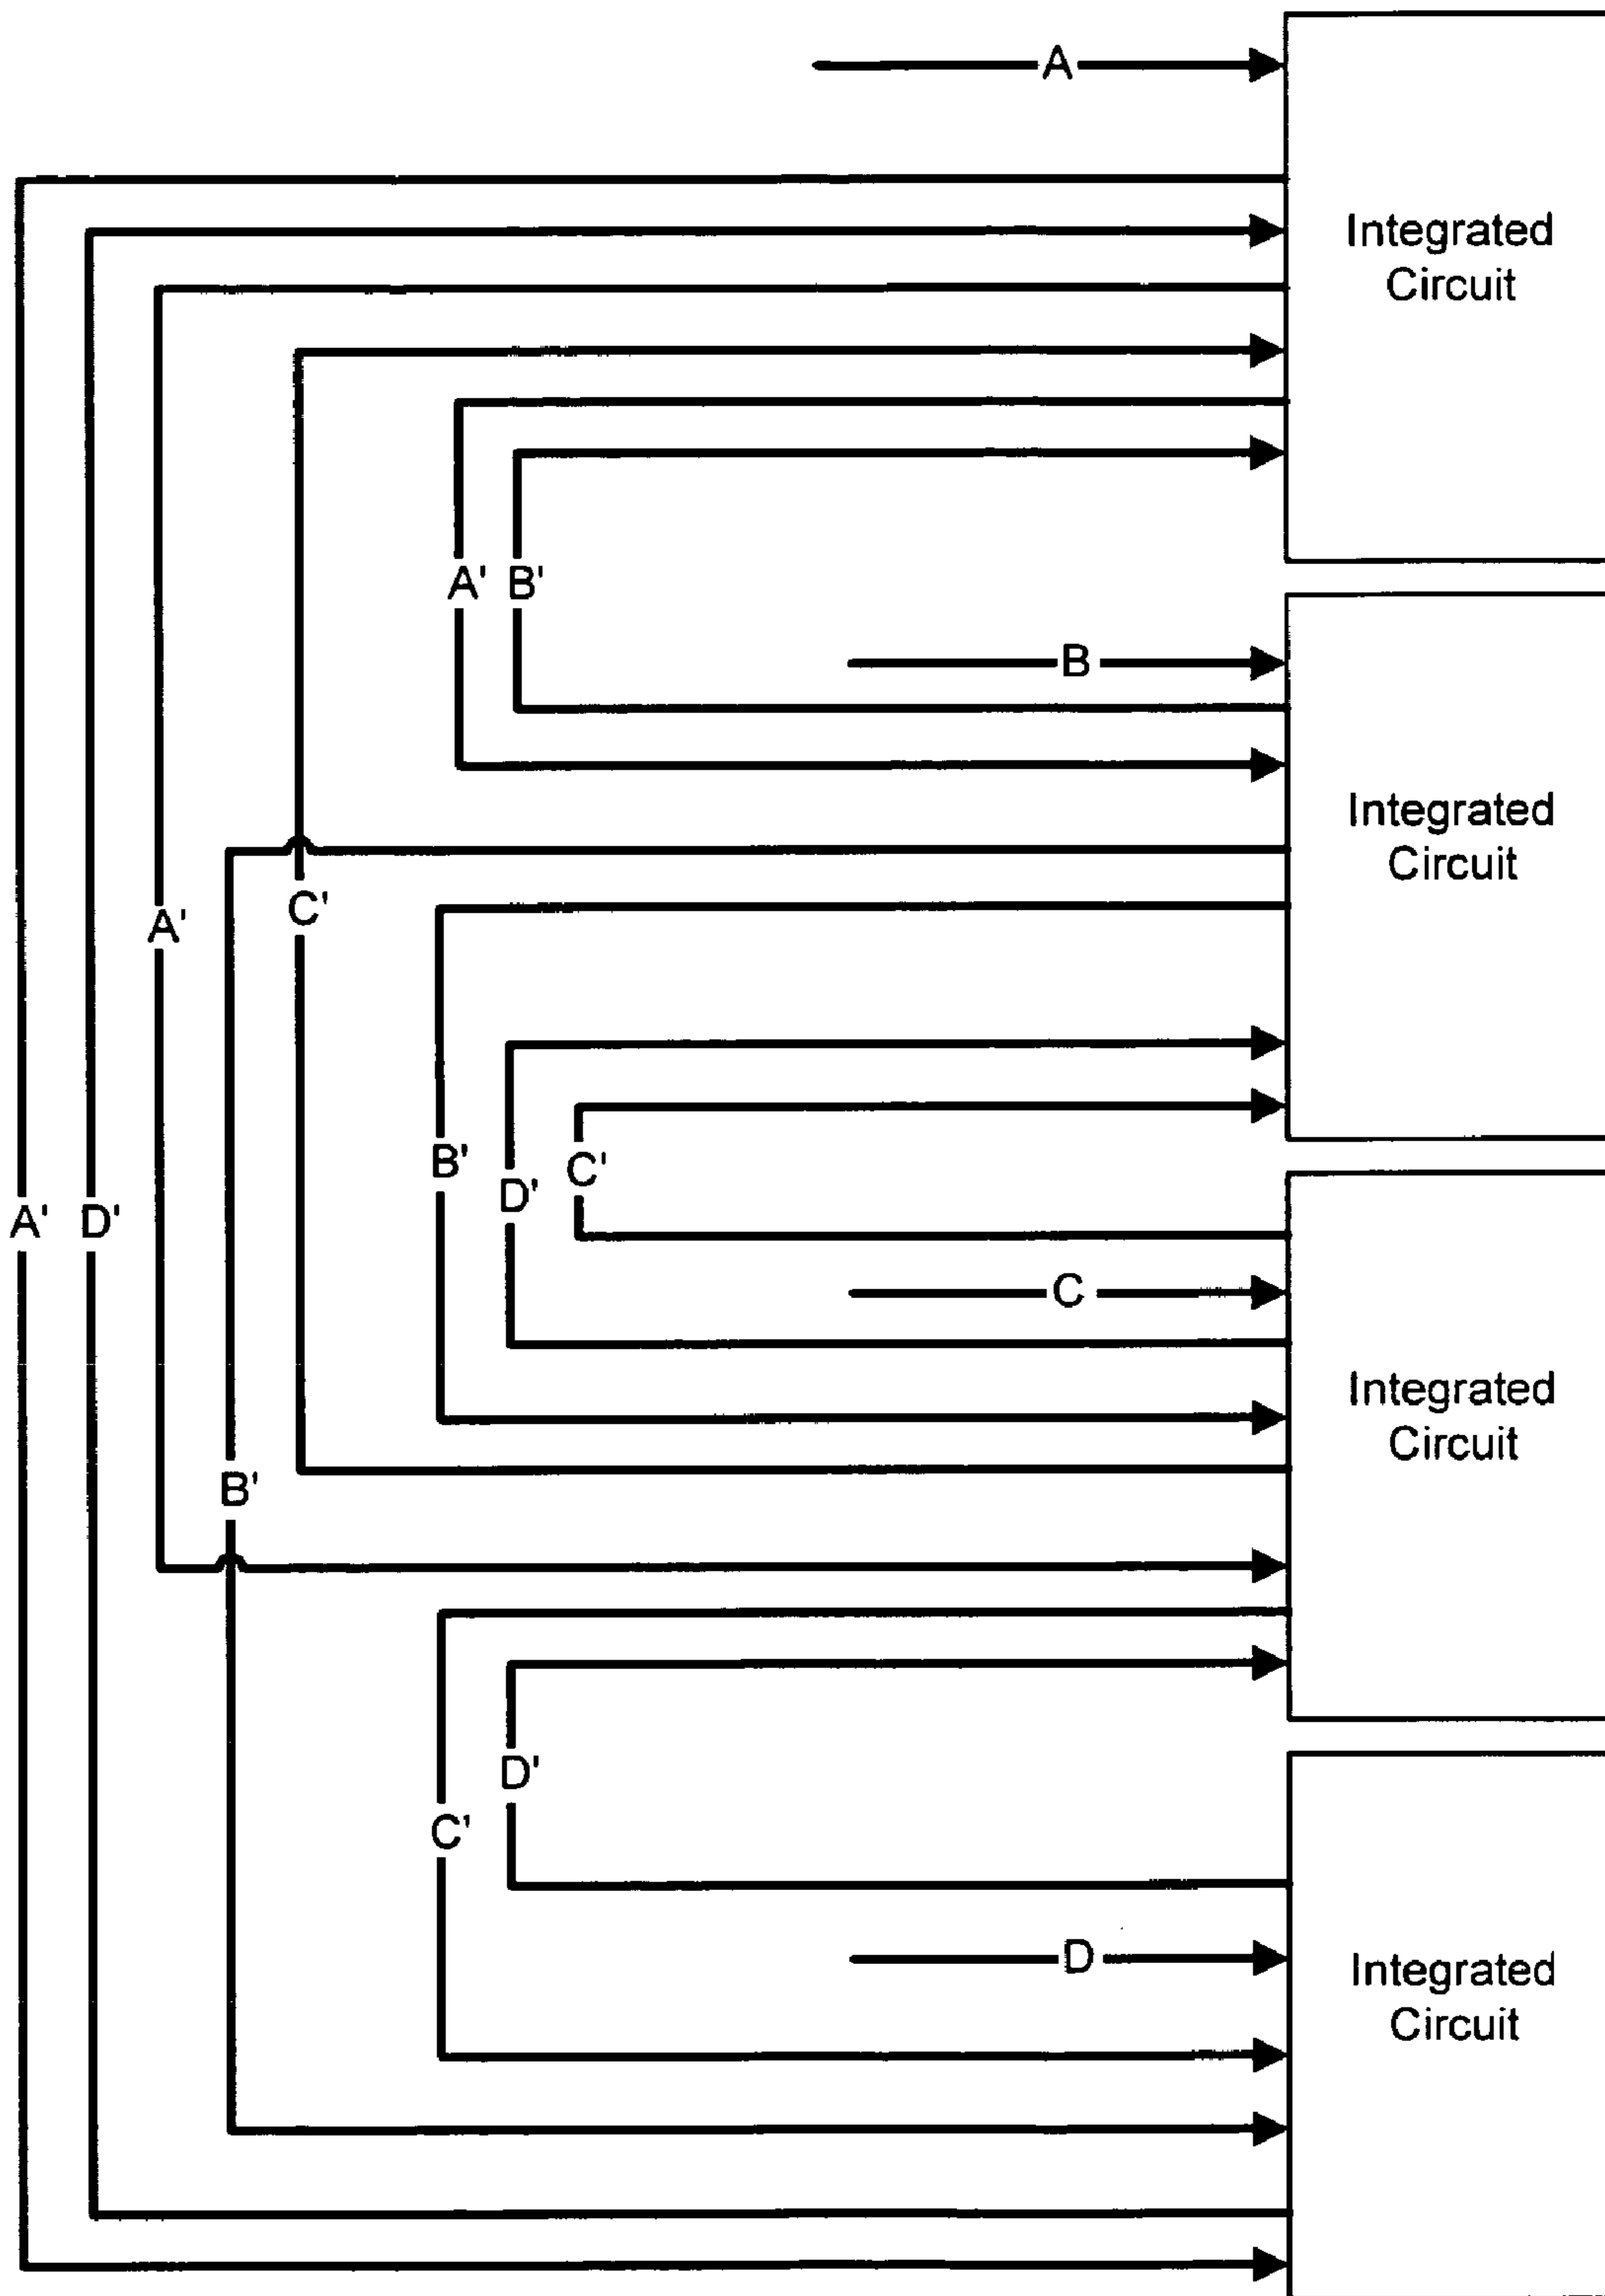 A
Integrated
Circuit
A' B'
B
Integrated
Circuit
C'
A'
B'
C'
D'
A' D'
C
Integrated
Circuit
B'
D'
C'
D
Integrated
Circuit